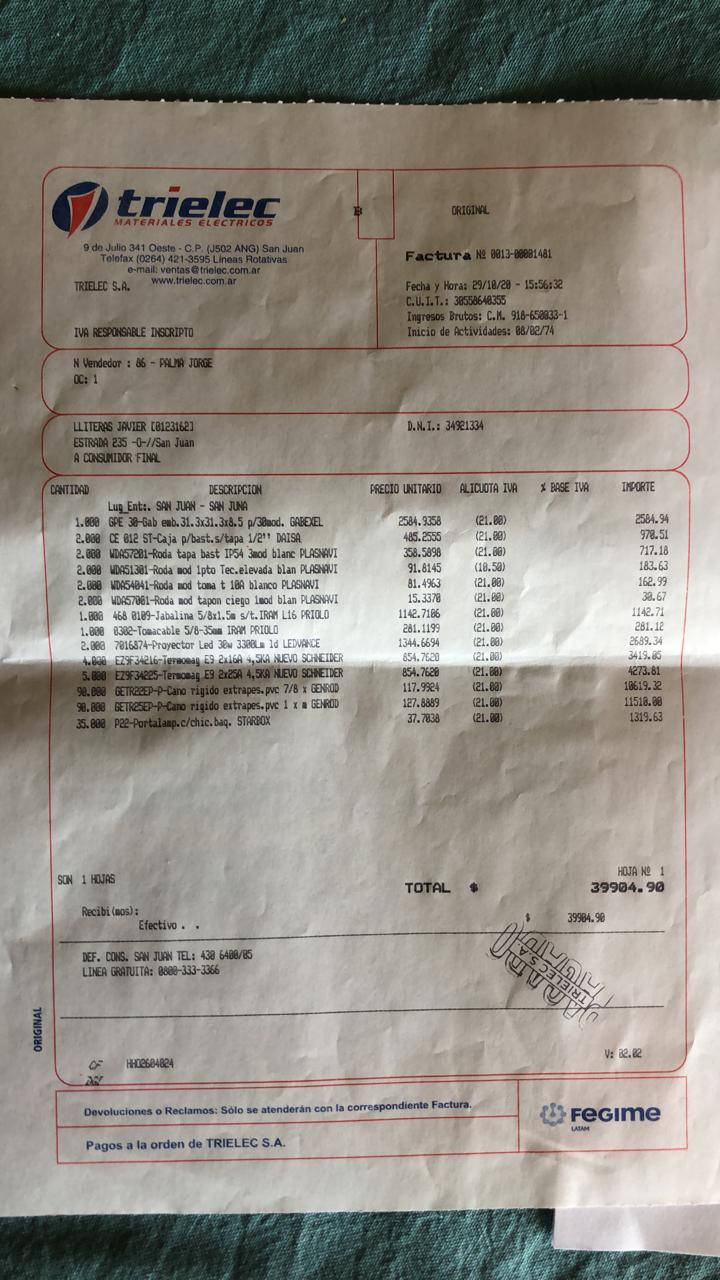 trielec
MATERIALES ELECTRICOS
9 de Julio 341 Oeste - C.P. (J502 ANG) San Juan
Telefax (0264) 421-3595 Líneas Rotativas
e-mail: ventas@trielec.com.ar
www.trielec.com.ar
TRIELEC S.A.
IVA RESPONSABLE INSCRIPTO
B
ORIGINAL
Factura Nº 0013-00001481
Fecha y Hora: 29/10/20 - 15:56:32
C.U.I.T.: 30558640355
Ingresos Brutos: C.M. 918-650033-1
Inicio de Actividades: 08/02/74
N Vendedor : 86 - PALMA JORGE
OC: 1
LLITERAS JAVIER [0123162] D.N.I.: 34921334
ESTRADA 235 -O-//San Juan
A CONSUMIDOR FINAL
CANTIDAD DESCRIPCION PRECIO UNITARIO ALICUOTA IVA % BASE IVA IMPORTE
Lug Ent: SAN JUAN - SAN JUNA
1.000 GPE 30-Gab emb.31.3x31.3x8.5 p/30mod. GABEXEL 2584.9358 (21.00) 2584.94
2.000 CE 012 ST-Caja p/bast.s/tapa 1/2'' DAISA 485.2555 (21.00) 970.51
2.000 WDA57201-Roda tapa bast IP54 3mod blanc PLASNAVI 358.5898 (21.00) 717.18
2.000 WDA51301-Roda mod 1pto Tec.elevada blan PLASNAVI 91.8145 (10.50) 183.63
2.000 WDA54041-Roda mod toma t 10A blanco PLASNAVI 81.4963 (21.00) 162.99
2.000 WDA57001-Roda mod tapon ciego 1mod blan PLASNAVI 15.3370 (21.00) 30.67
1.000 468 0109-Jabalina 5/8x1.5m s/t.IRAM L16 PRIOLO 1142.7106 (21.00) 1142.71
1.000 0302-Tomacable 5/8-35mm IRAM PRIOLO 281.1199 (21.00) 281.12
2.000 7016874-Proyector Led 30w 3300Lm ld LEDVANCE 1344.6694 (21.00) 2689.34
4.000 EZ9F34216-Termomag E9 2x16A 4,5KA NUEVO SCHNEIDER 854.7620 (21.00) 3419.05
5.000 EZ9F34225-Termomag E9 2x25A 4,5KA NUEVO SCHNEIDER 854.7620 (21.00) 4273.81
90.000 GETR22EP-P-Cano rigido extrapes.pvc 7/8 x GENROD 117.9924 (21.00) 10619.32
90.000 GETR25EP-P-Cano rigido extrapes.pvc 1 x m GENROD 127.8889 (21.00) 11510.00
35.000 P22-Portalamp.c/chic.baq. STARBOX 37.7038 (21.00) 1319.63
SON 1 HOJAS
HOJA Nº 1
TOTAL $ 39904.90
Recibi(mos):
Efectivo . . $ 39904.90
DEF. CONS. SAN JUAN TEL: 430 6400/05
LINEA GRATUITA: 0800-333-3366
TRIELEC S.A.
ORIGINAL
CF HHO2604024
DGI
V: 02.02
Devoluciones o Reclamos: Sólo se atenderán con la correspondiente Factura.
Pagos a la orden de TRIELEC S.A.
FEGIME
LATAM